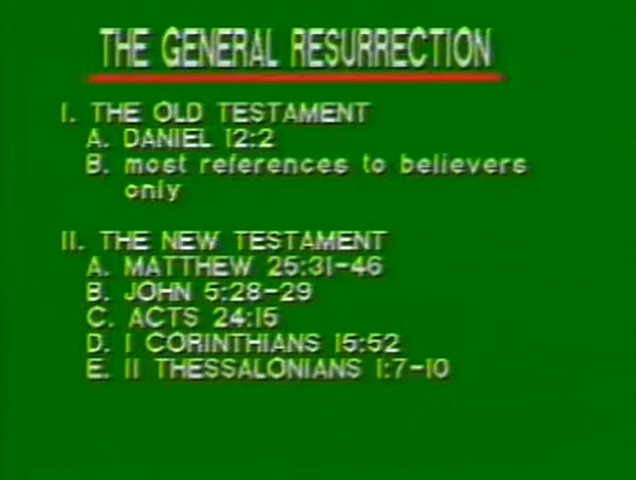 THE GENERAL RESURRECTION
I. THE OLD TESTAMENT
A. DANIEL 12:2
B. most references to believers
only
II. THE NEW TESTAMENT
A. MATTHEW 25:31-46
B. JOHN 5:28-29
C. ACTS 24:15
D. I CORINTHIANS 15:52
E. II THESSALONIANS 1:7-10